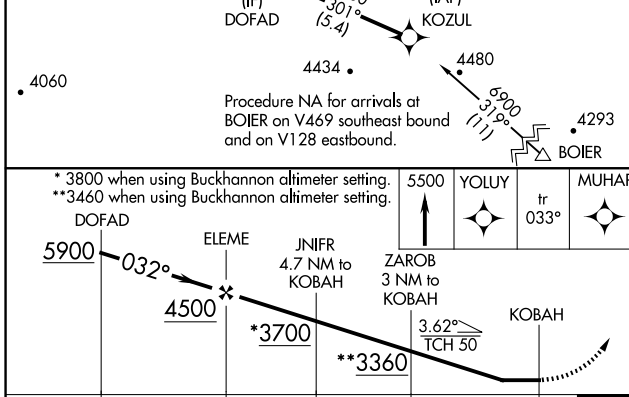 (IF)
DOFAD
301°
(5.4)
(IAF)
KOZUL
4060
4434
4480
6900
319°
(11)
4293
BOIER
Procedure NA for arrivals at
BOIER on V469 southeast bound
and on V128 eastbound.
* 3800 when using Buckhannon altimeter setting.
**3460 when using Buckhannon altimeter setting.
5500
YOLUY
tr
033°
MUHAF
DOFAD
5900
032°
ELEME
4500
JNIFR
4.7 NM to
KOBAH
*3700
ZAROB
3 NM to
KOBAH
**3360
3.62°
TCH 50
KOBAH